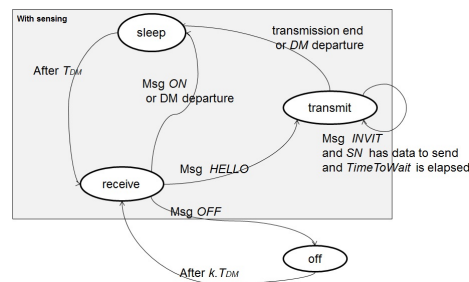 With sensing
sleep
transmission end
or DM departure
After TDM
Msg ON
or DM departure
transmit
Msg INVIT
and SN has data to send
and TimeToWait is elapsed
Msg HELLO
receive
Msg OFF
off
After k.TDM